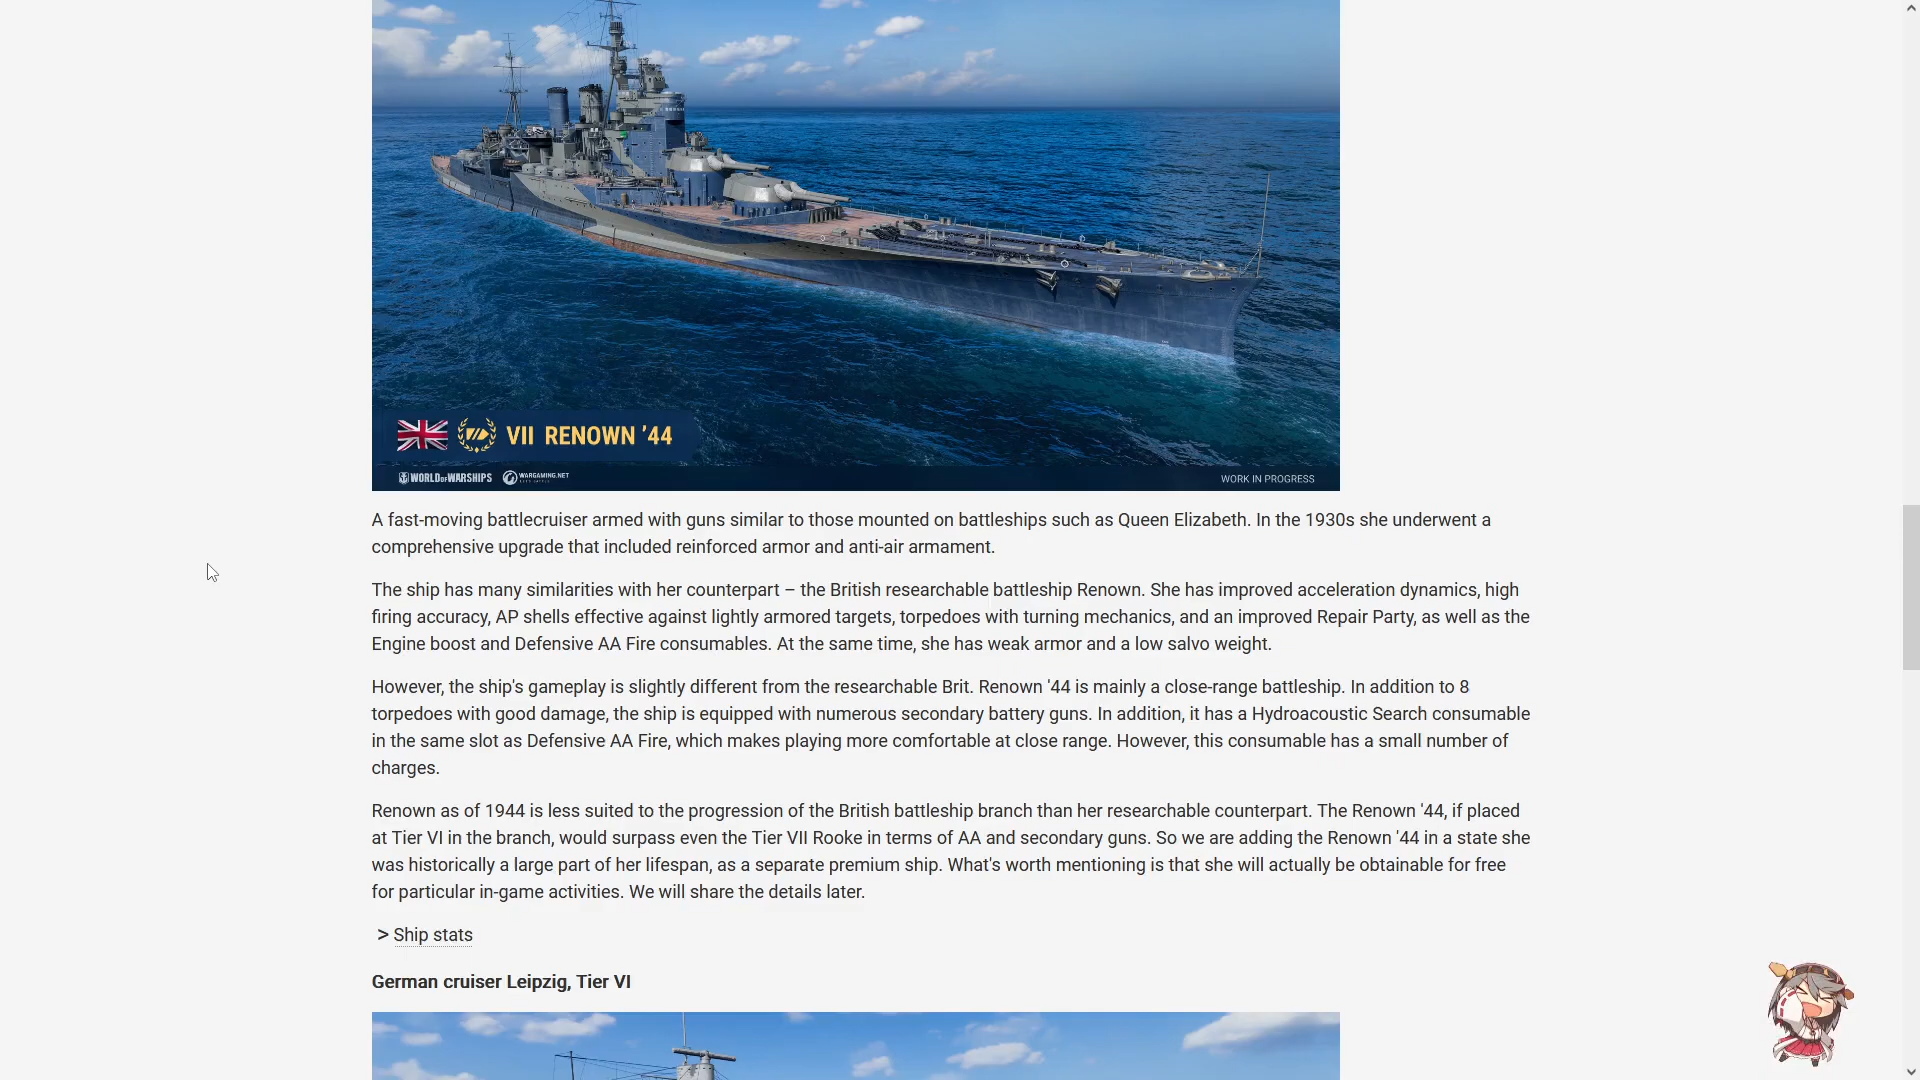 VII RENOWN '44
WORLD OF WARSHIPS WARGAMING.NET
WORK IN PROGRESS
A fast-moving battlecruiser armed with guns similar to those mounted on battleships such as Queen Elizabeth. In the 1930s she underwent a
comprehensive upgrade that included reinforced armor and anti-air armament.
The ship has many similarities with her counterpart – the British researchable battleship Renown. She has improved acceleration dynamics, high
firing accuracy, AP shells effective against lightly armored targets, torpedoes with turning mechanics, and an improved Repair Party, as well as the
Engine boost and Defensive AA Fire consumables. At the same time, she has weak armor and a low salvo weight.
However, the ship's gameplay is slightly different from the researchable Brit. Renown '44 is mainly a close-range battleship. In addition to 8
torpedoes with good damage, the ship is equipped with numerous secondary battery guns. In addition, it has a Hydroacoustic Search consumable
in the same slot as Defensive AA Fire, which makes playing more comfortable at close range. However, this consumable has a small number of
charges.
Renown as of 1944 is less suited to the progression of the British battleship branch than her researchable counterpart. The Renown '44, if placed
at Tier VI in the branch, would surpass even the Tier VII Rooke in terms of AA and secondary guns. So we are adding the Renown '44 in a state she
was historically a large part of her lifespan, as a separate premium ship. What's worth mentioning is that she will actually be obtainable for free
for particular in-game activities. We will share the details later.
> Ship stats
German cruiser Leipzig, Tier VI